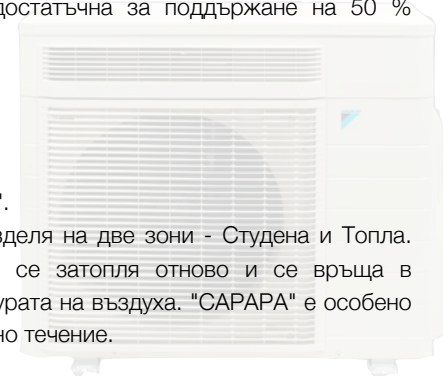 достатъчна за поддържане на 50 %
".
зделя на две зони - Студена и Топла.
се затопля отново и се връща в
урата на въздуха. "САРАРА" е особено
но течение.